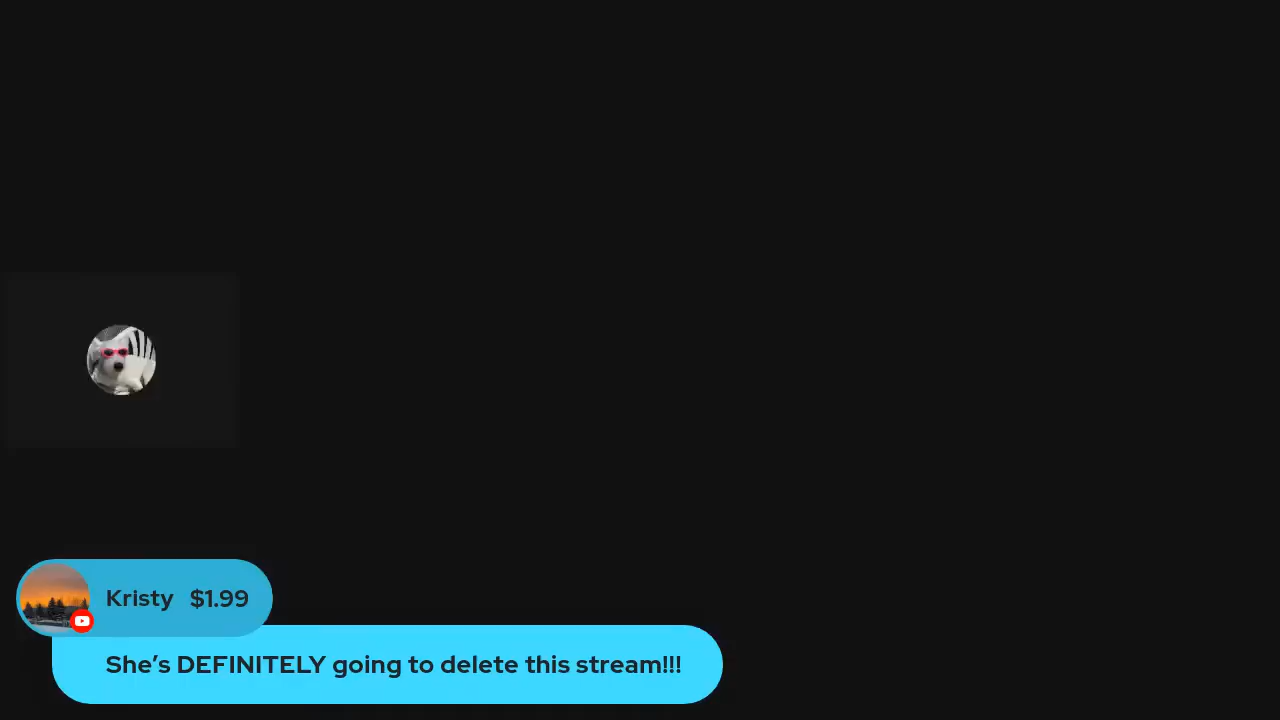 Kristy $1.99
She’s DEFINITELY going to delete this stream!!!